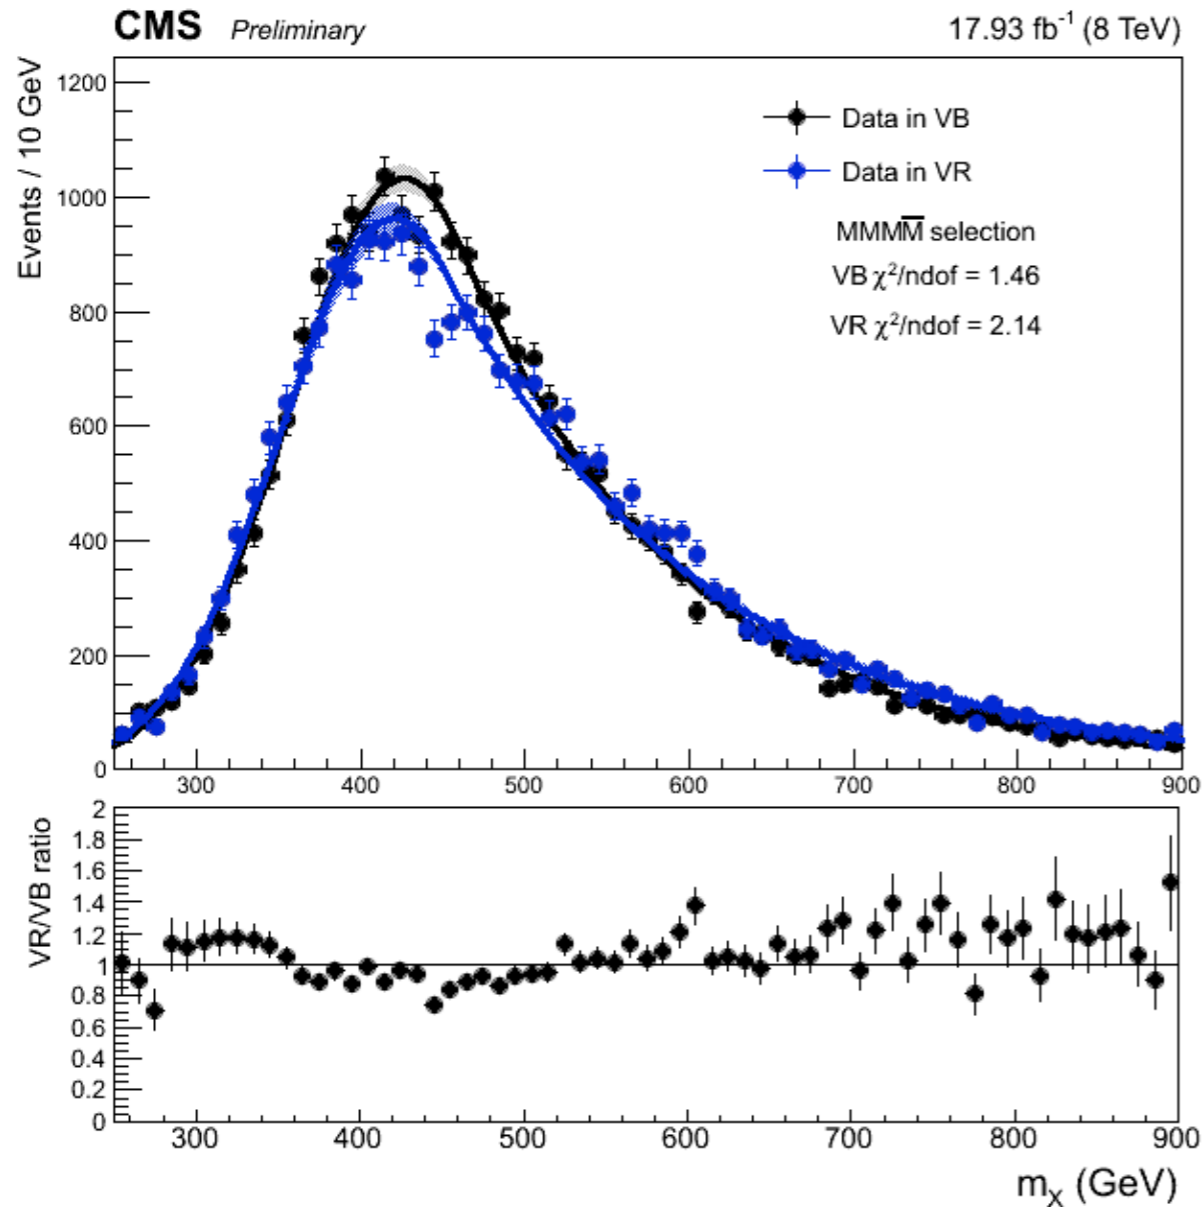 CMS Preliminary 17.93 fb⁻¹ (8 TeV)
Events / 10 GeV
1200
1000
800
600
400
200
0
Data in VB
Data in VR
MMMM̅ selection
VB χ²/ndof = 1.46
VR χ²/ndof = 2.14
300 400 500 600 700 800 900
VR/VB ratio
2
1.8
1.6
1.4
1.2
1
0.8
0.6
0.4
0.2
0
300 400 500 600 700 800 900
m_X (GeV)